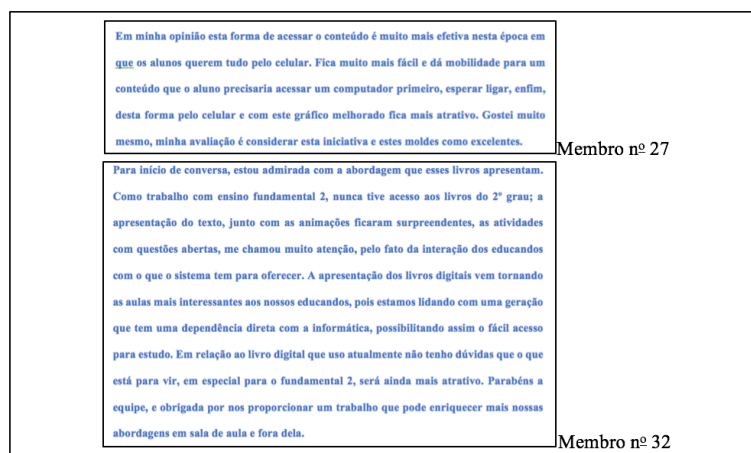 Em minha opinião esta forma de acessar o conteúdo é muito mais efetiva nesta época em
que os alunos querem tudo pelo celular. Fica muito mais fácil e dá mobilidade para um
conteúdo que o aluno precisaria acessar um computador primeiro, esperar ligar, enfim,
desta forma pelo celular e com este gráfico melhorado fica mais atrativo. Gostei muito
mesmo, minha avaliação é considerar esta iniciativa e estes moldes como excelentes.
Membro nº 27
Para início de conversa, estou admirada com a abordagem que esses livros apresentam.
Como trabalho com ensino fundamental 2, nunca tive acesso aos livros do 2º grau; a
apresentação do texto, junto com as animações ficaram surpreendentes, as atividades
com questões abertas, me chamou muito atenção, pelo fato da interação dos educandos
com o que o sistema tem para oferecer. A apresentação dos livros digitais vem tornando
as aulas mais interessantes aos nossos educandos, pois estamos lidando com uma geração
que tem uma dependência direta com a informática, possibilitando assim o fácil acesso
para estudo. Em relação ao livro digital que uso atualmente não tenho dúvidas que o que
está para vir, em especial para o fundamental 2, será ainda mais atrativo. Parabéns a
equipe, e obrigada por nos proporcionar um trabalho que pode enriquecer mais nossas
abordagens em sala de aula e fora dela.
Membro nº 32